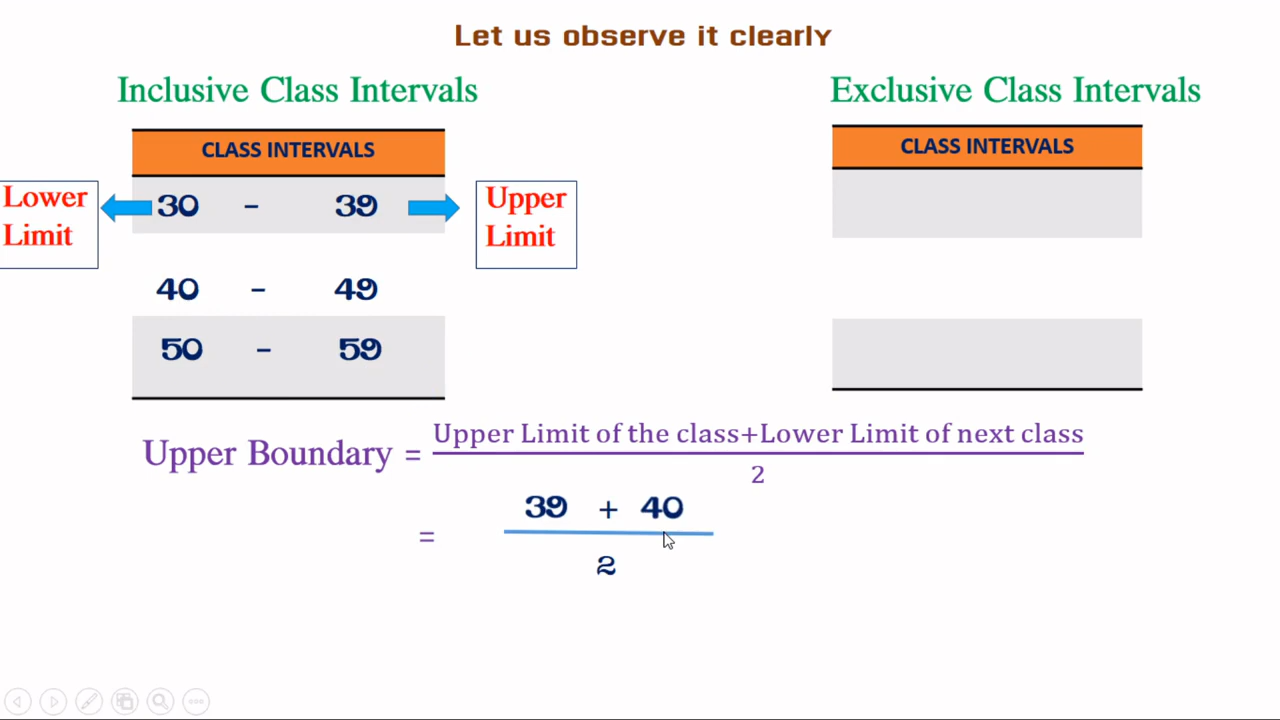 Let us observe it clearly
Inclusive Class Intervals
Exclusive Class Intervals
CLASS INTERVALS
CLASS INTERVALS
Lower
Limit
30 - 39
Upper
Limit
40 - 49
50 - 59
Upper Boundary = Upper Limit of the class+Lower Limit of next class
2
= 39 + 40
2